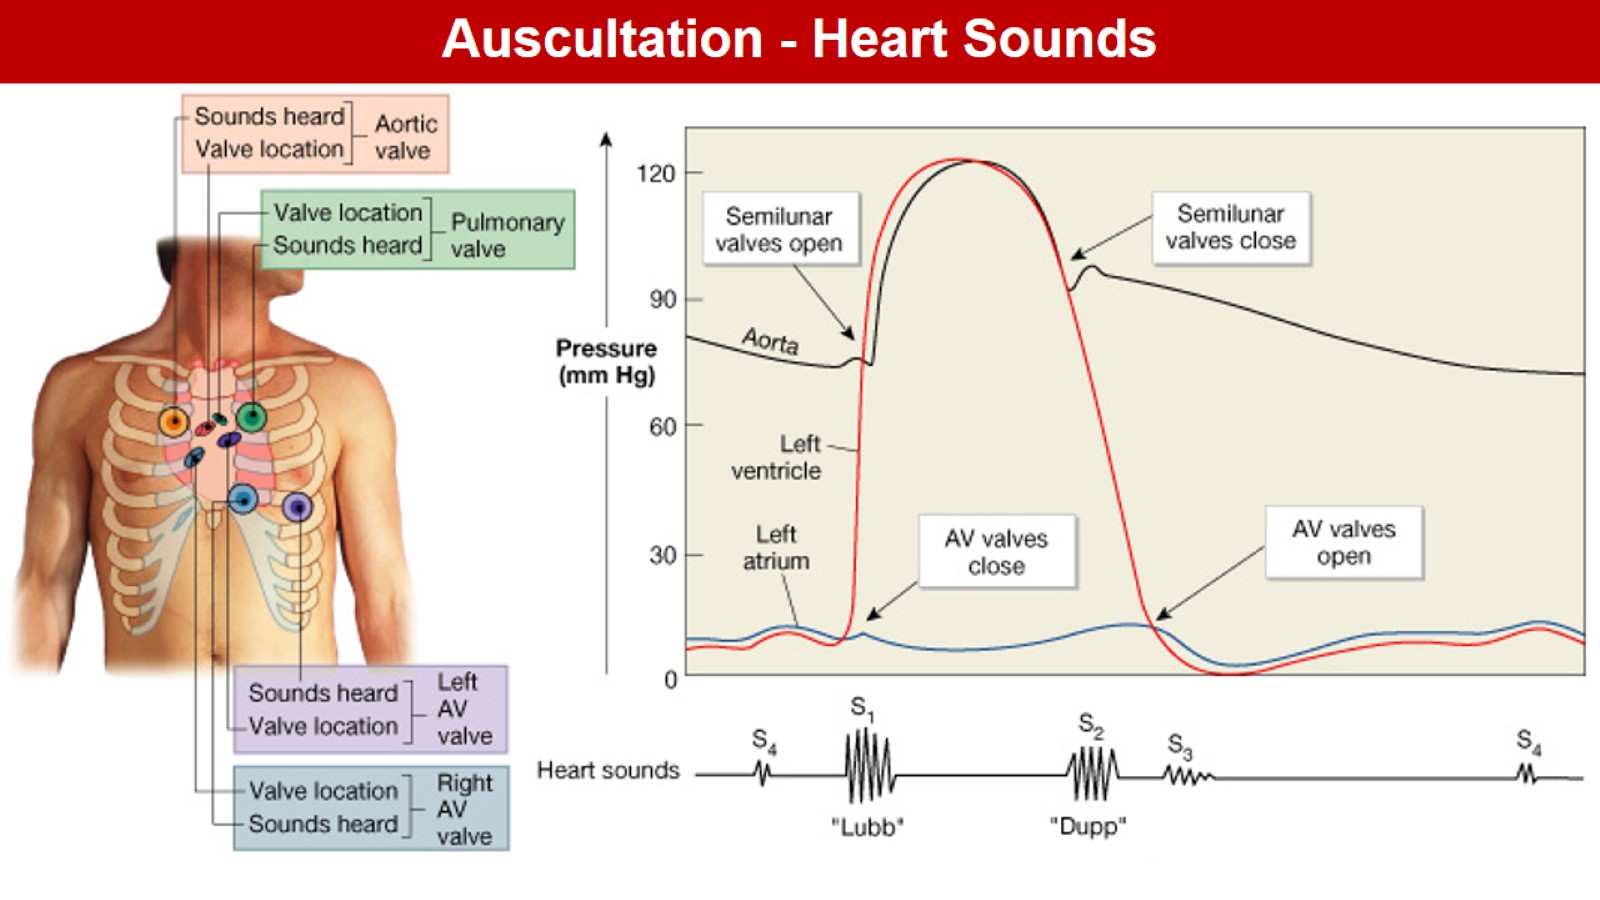 Auscultation - Heart Sounds
Sounds heard
Valve location
Aortic
valve
Valve location
Sounds heard
Pulmonary
valve
Sounds heard
Valve location
Left
AV
valve
Valve location
Sounds heard
Right
AV
valve
Pressure
(mm Hg)
120
90
60
30
0
Semilunar
valves open
Semilunar
valves close
Aorta
Left
ventricle
Left
atrium
AV valves
close
AV valves
open
Heart sounds
S4
S1
S2
S3
S4
"Lubb"
"Dupp"